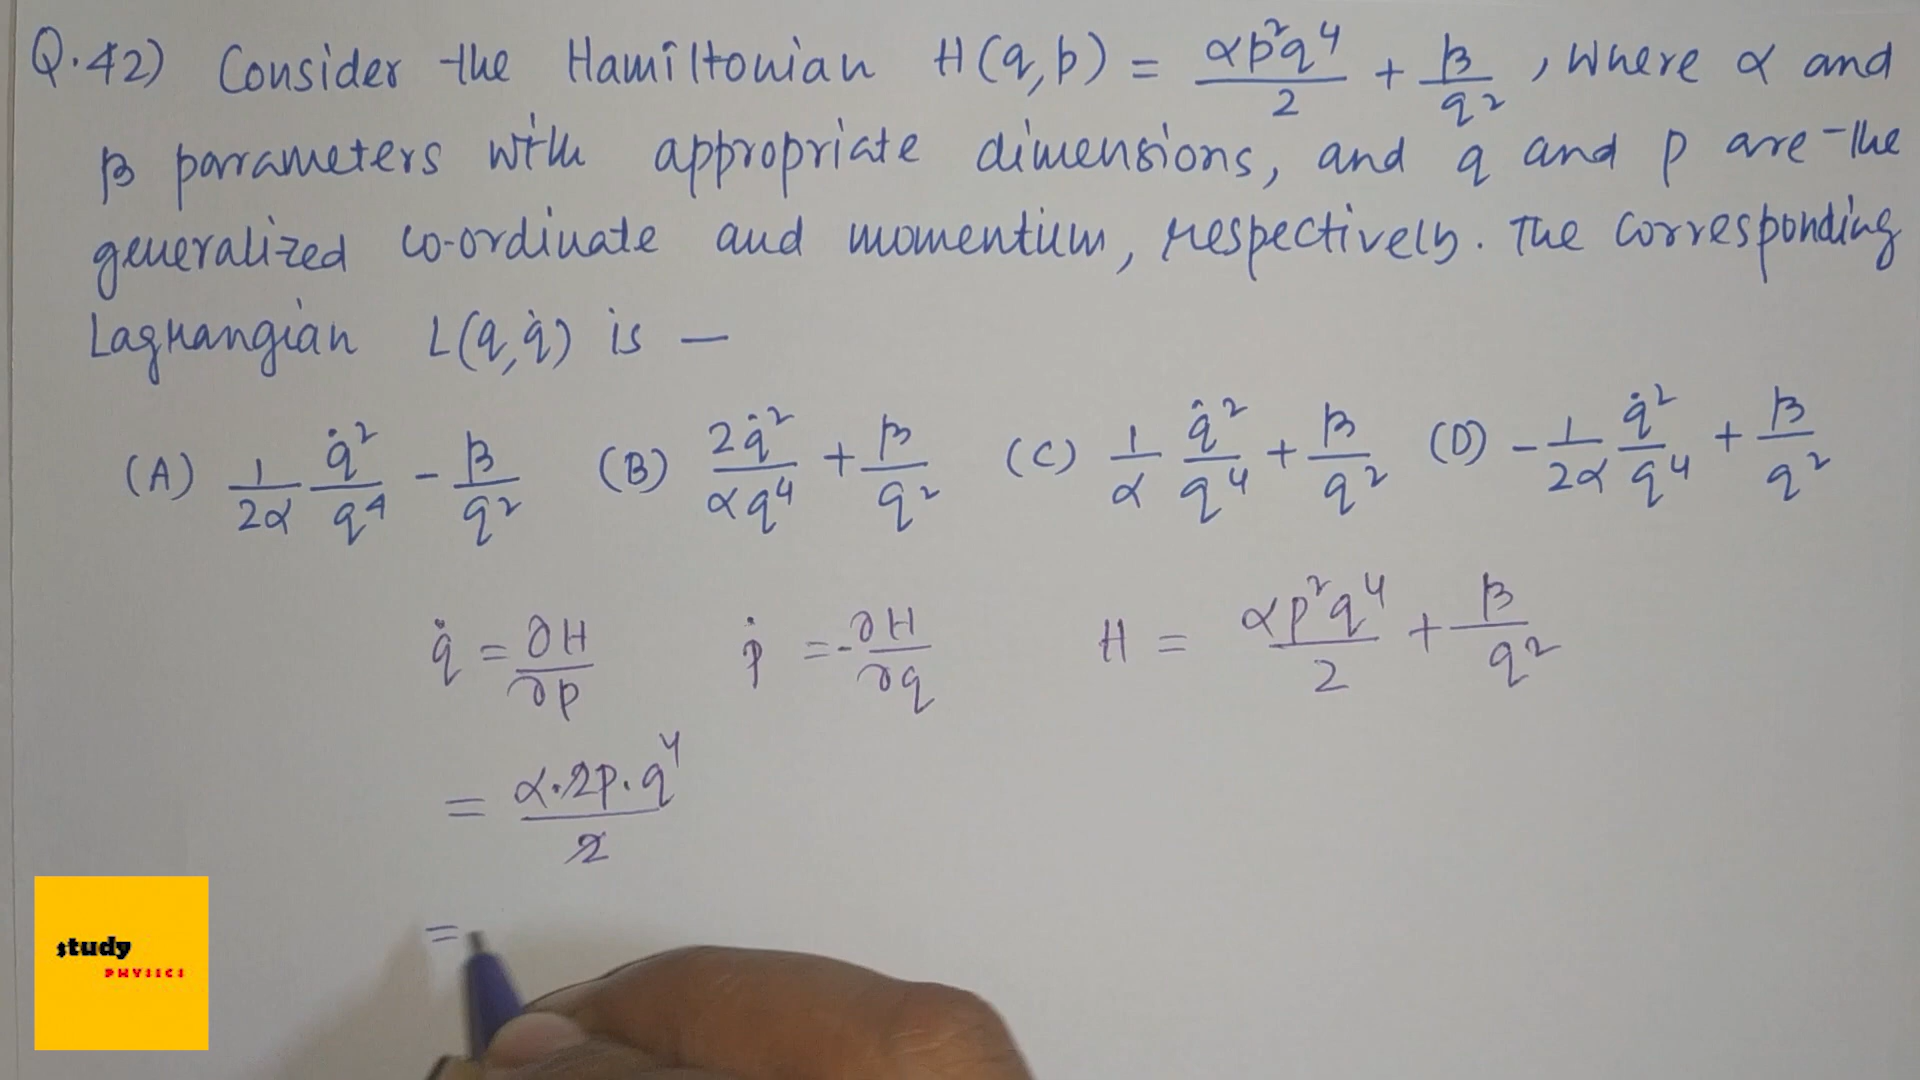 Q.42) Consider the Hamiltonian H(q,p) = αp²q⁴/2 + β/q² , where α and
β parameters with appropriate dimensions, and q and p are the
generalized co-ordinate and momentum, respectively. The corresponding
Lagrangian L(q,q̇) is —
(A) 1/2α q̇²/q⁴ - β/q² (B) 2q̇²/αq⁴ + β/q² (C) 1/α q̇²/q⁴ + β/q² (D) -1/2α q̇²/q⁴ + β/q²
q̇ = ∂H/∂p ṗ = -∂H/∂q H = αp²q⁴/2 + β/q²
= α.2p.q⁴/2
=
study
PHYSICS